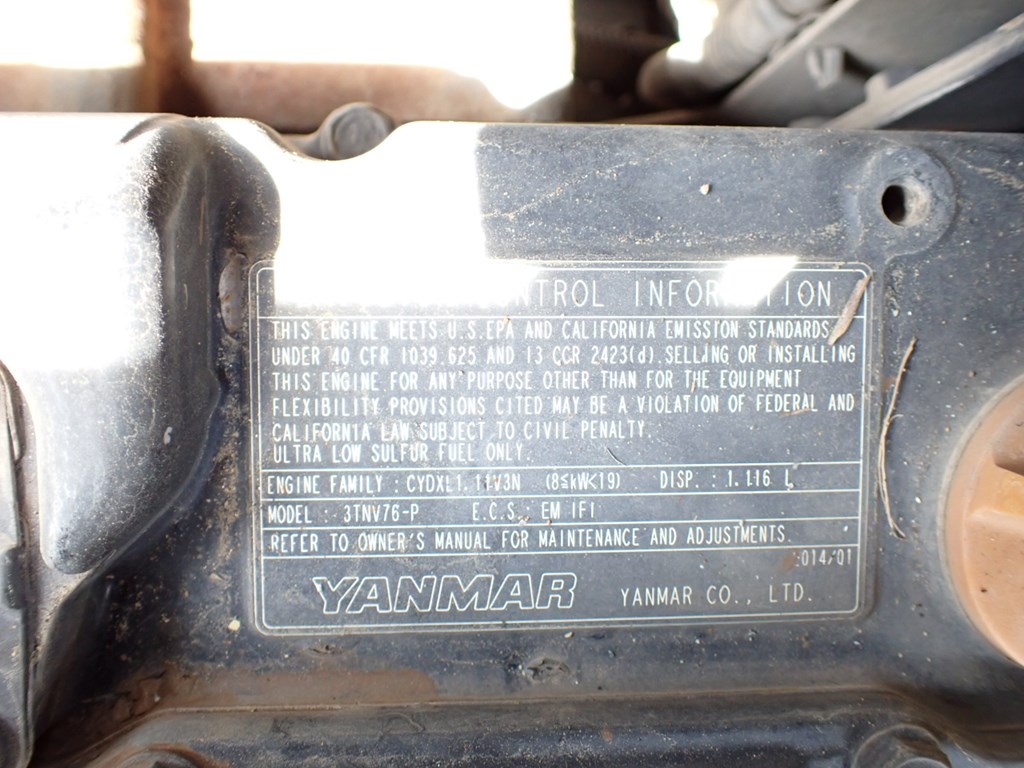 CONTROL INFORMATION
THIS ENGINE MEETS U.S.EPA AND CALIFORNIA EMISSION STANDARDS
UNDER 40 CFR 1039.625 AND 13 CCR 2423(d).SELLING OR INSTALLING
THIS ENGINE FOR ANY PURPOSE OTHER THAN FOR THE EQUIPMENT
FLEXIBILITY PROVISIONS CITED MAY BE A VIOLATION OF FEDERAL AND
CALIFORNIA LAW SUBJECT TO CIVIL PENALTY.
ULTRA LOW SULFUR FUEL ONLY.
ENGINE FAMILY : CYDXL1.11V3N (8≤kW<19) DISP. : 1.116 L
MODEL : 3TNV76-P E.C.S.: EM IFI
REFER TO OWNER'S MANUAL FOR MAINTENANCE AND ADJUSTMENTS.
014/01
YANMAR YANMAR CO., LTD.